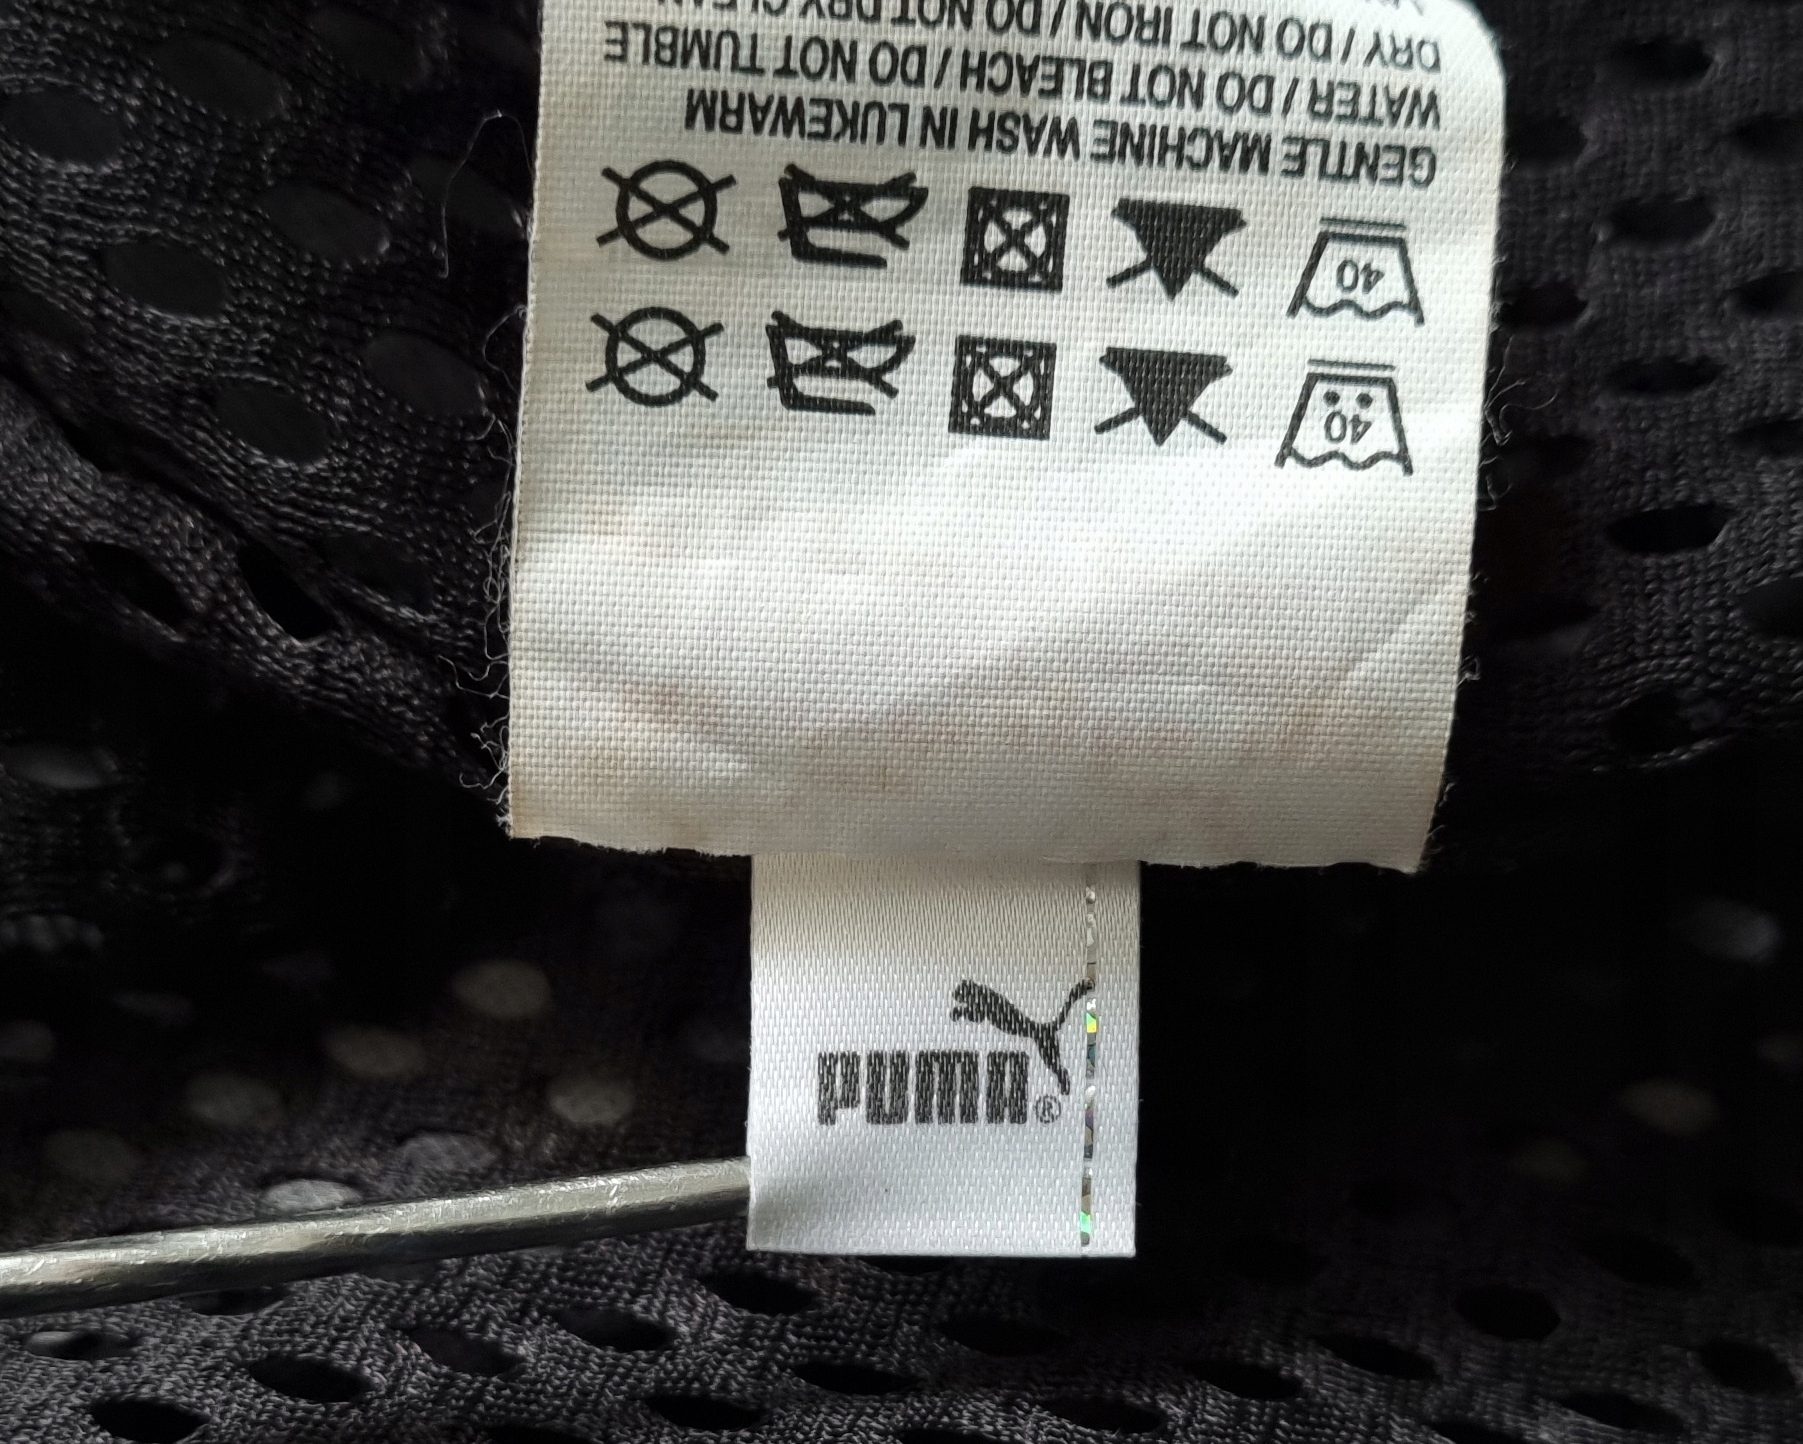 GENTLE MACHINE WASH IN LUKEWARM
WATER / DO NOT BLEACH / DO NOT TUMBLE
DRY / DO NOT IRON / DO NOT DRY CLEAN
40
40
PUMA®